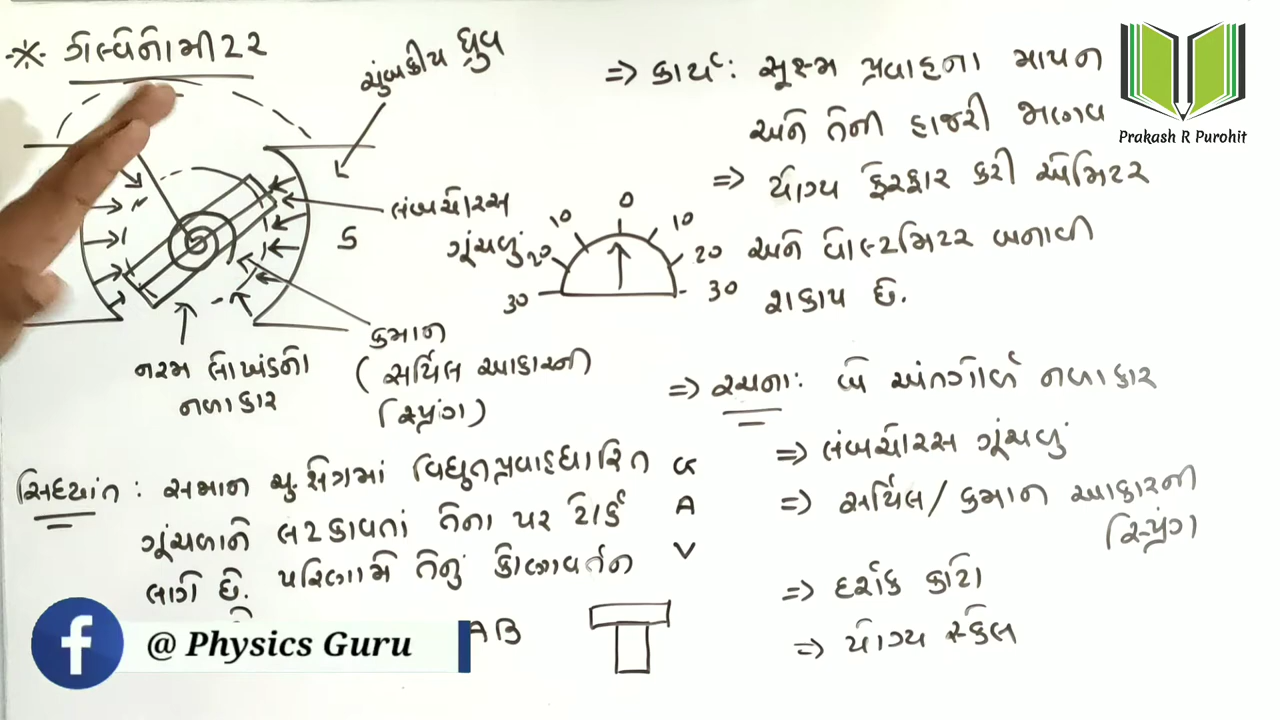 * ગેલ્વેનોમીટર
ચુંબકીય ધ્રુવ
લંબચોરસ
ગૂંચળું
S
કમાન
(સર્પિલ આકારની
સ્પ્રિંગ)
નરમ લોખંડનો
નળાકાર
30 20 10 0 10 20 30
=> કાર્ય: સૂક્ષ્મ પ્રવાહના માપન
અને તેની હાજરી
=> યોગ્ય ફેરફાર કરી એમિટર
અને વોલ્ટમિટર બનાવી
શકાય છે.
=> રચના: બે અંતર્ગોળ નળાકાર
=> લંબચોરસ ગૂંચળું
=> સર્પિલ/કમાન આકારની
સ્પ્રિંગ
=> દર્શક કાંટો
=> યોગ્ય સ્કેલ
સિદ્ધાંત: સમાન ચુ.ક્ષેત્રમાં વિદ્યુતપ્રવાહધારિત
ગૂંચળાને લટકાવતાં તેના પર ટોર્ક
લાગે છે. પરિણામે તેનું કોણાવર્તન
G
A
V
AB
f @ Physics Guru
Prakash R Purohit